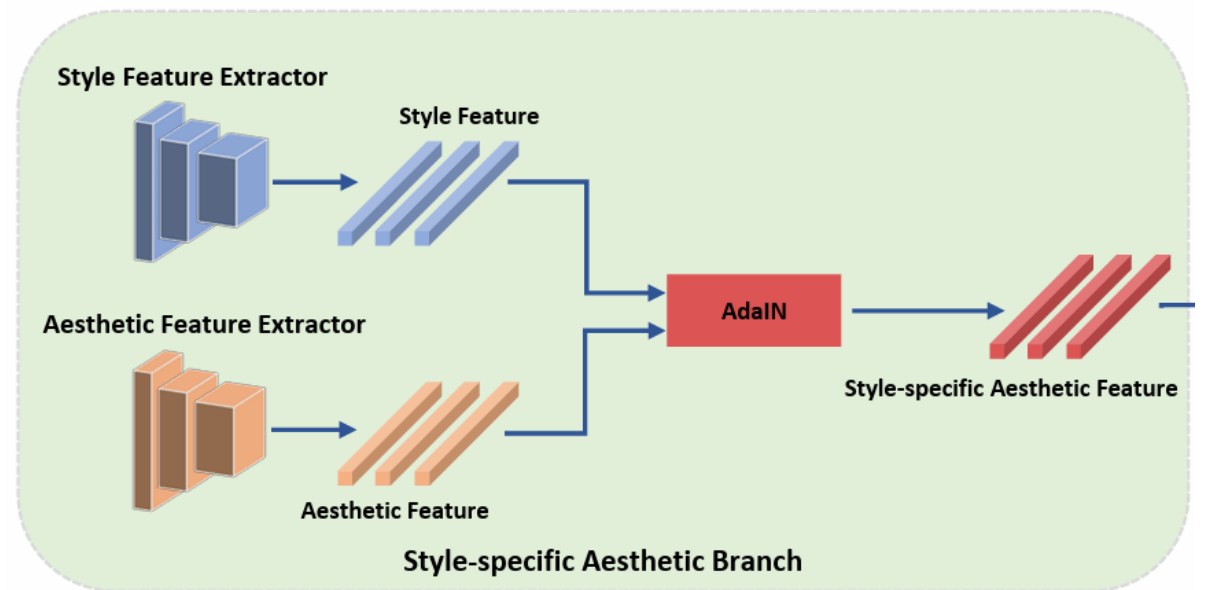 Style Feature Extractor
Style Feature
AdaIN
Aesthetic Feature Extractor
Style-specific Aesthetic Feature
Aesthetic Feature
Style-specific Aesthetic Branch